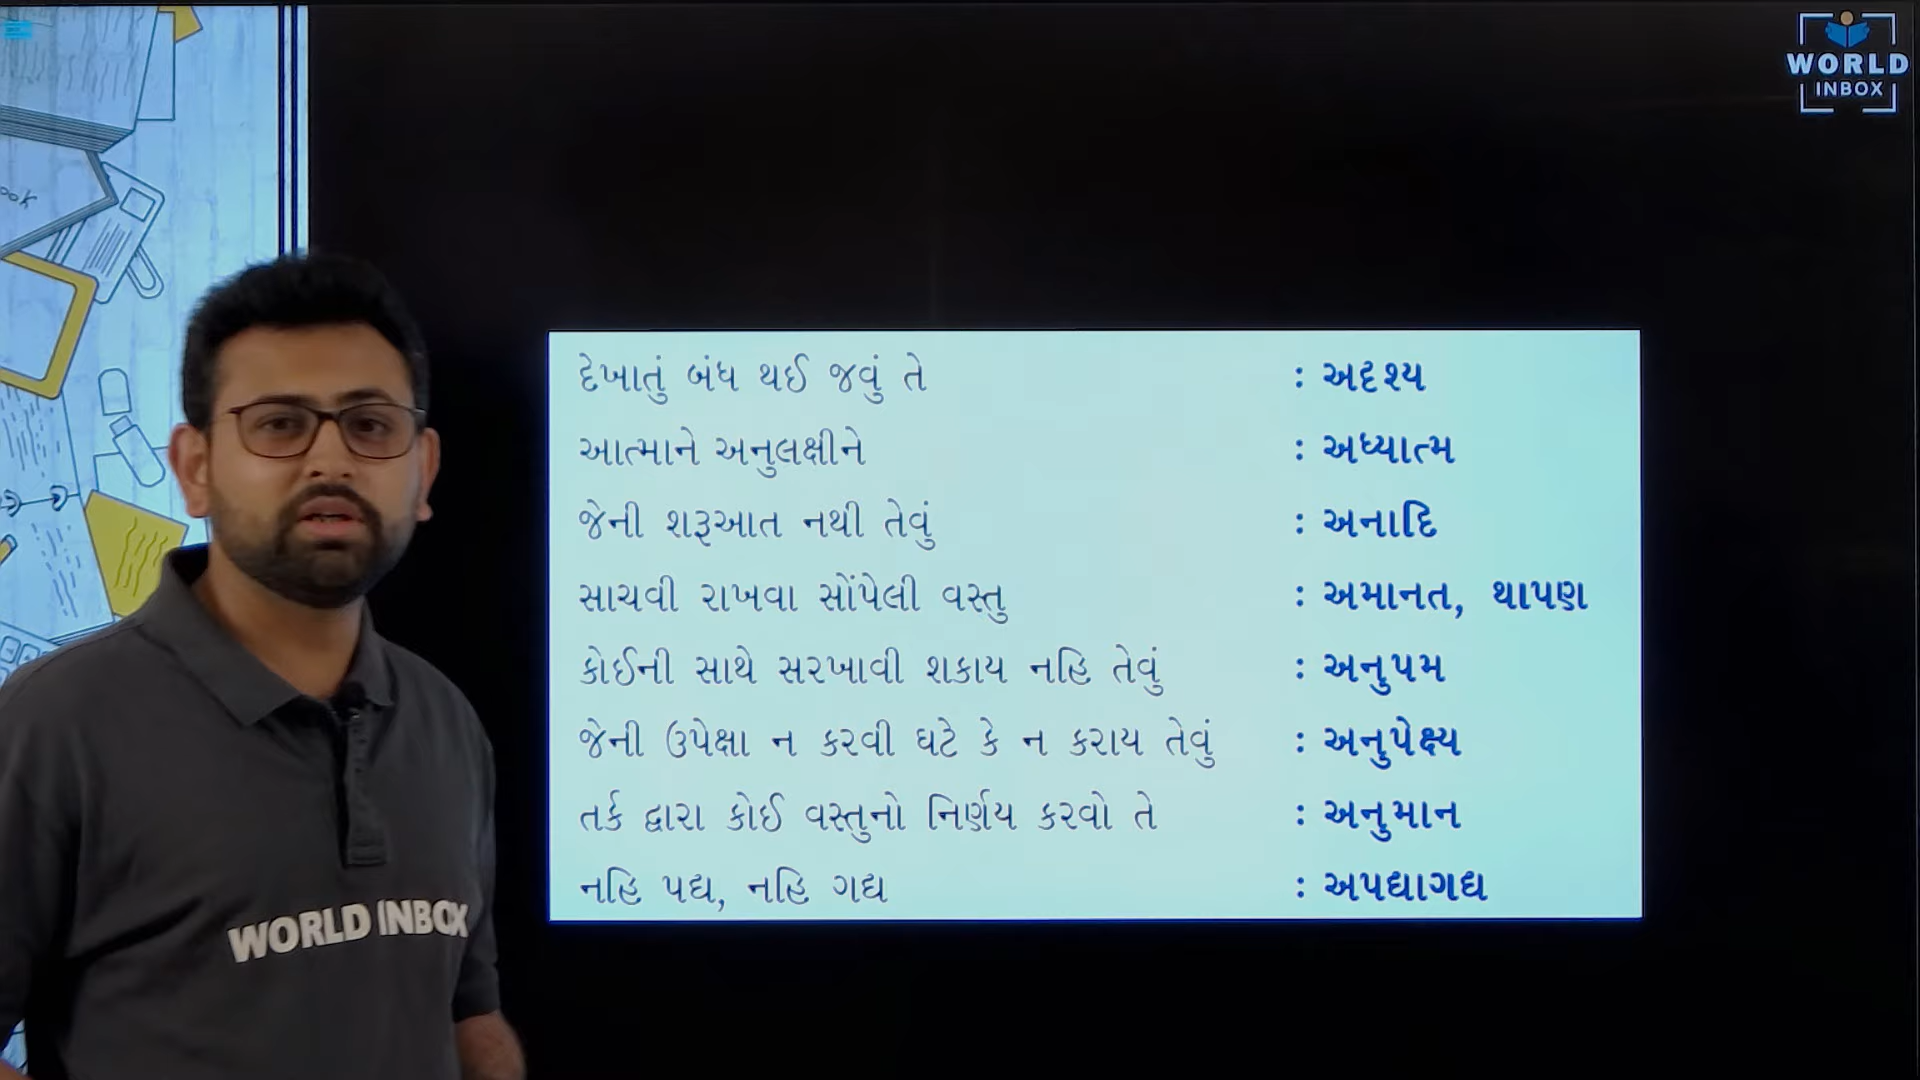 WORLD
INBOX
ook
દેખાતું બંધ થઈ જવું તે : અદૃશ્ય
આત્માને અનુલક્ષીને : અધ્યાત્મ
જેની શરૂઆત નથી તેવું : અનાદિ
સાચવી રાખવા સોંપેલી વસ્તુ : અમાનત, થાપણ
કોઈની સાથે સરખાવી શકાય નહિ તેવું : અનુપમ
જેની ઉપેક્ષા ન કરવી ઘટે કે ન કરાય તેવું : અનુપેક્ષ્ય
તર્ક દ્વારા કોઈ વસ્તુનો નિર્ણય કરવો તે : અનુમાન
નહિ પદ્ય, નહિ ગદ્ય : અપદ્યાગદ્ય
WORLD INBOX